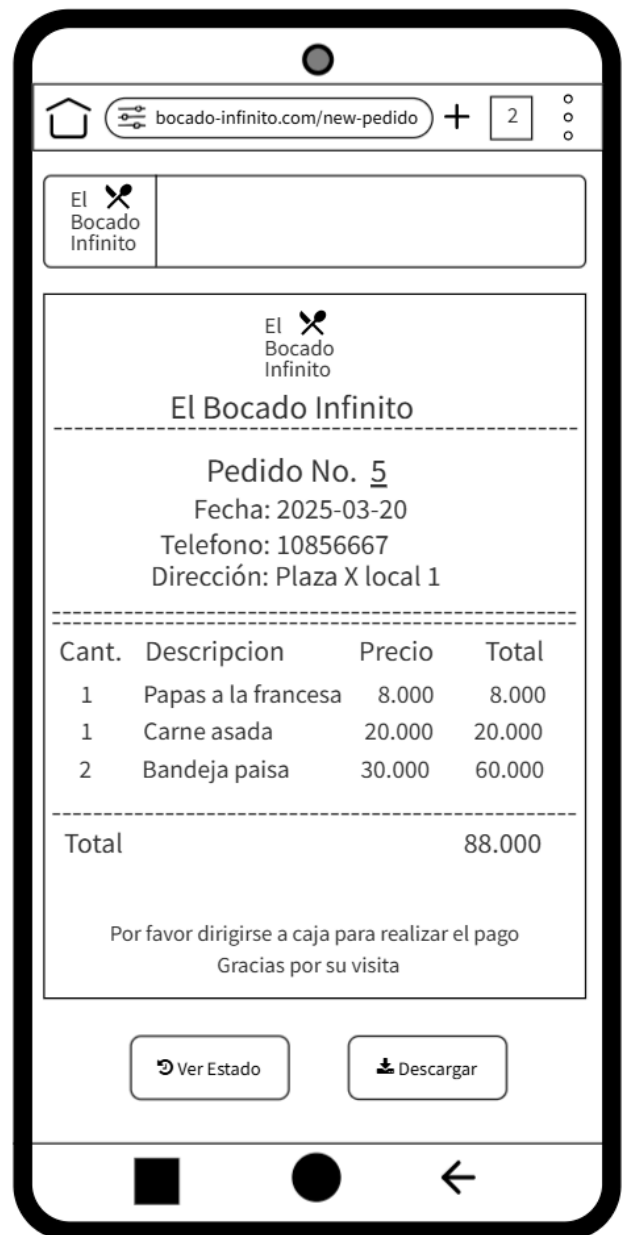 bocado-infinito.com/new-pedido
2
El
Bocado
Infinito
El
Bocado
Infinito
El Bocado Infinito
Pedido No. 5
Fecha: 2025-03-20
Telefono: 10856667
Dirección: Plaza X local 1
Cant. Descripcion Precio Total
1 Papas a la francesa 8.000 8.000
1 Carne asada 20.000 20.000
2 Bandeja paisa 30.000 60.000
Total 88.000
Por favor dirigirse a caja para realizar el pago
Gracias por su visita
Ver Estado Descargar